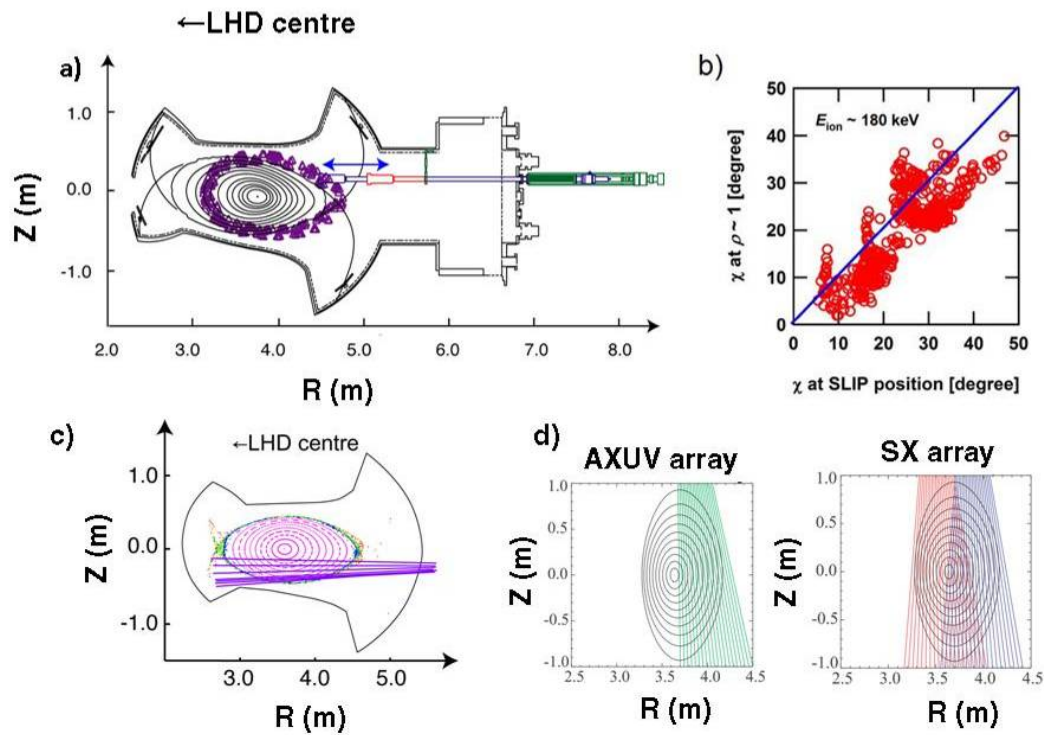 ←LHD centre
a)
Z (m)
1.0
0.0
-1.0
2.0 3.0 4.0 5.0 6.0 7.0 8.0
R (m)
b)
χ at ρ ~ 1 [degree]
50
40
30
20
10
0
E ion ~ 180 keV
0 10 20 30 40 50
χ at SLIP position [degree]
c)
←LHD centre
Z (m)
1.0
0.0
-1.0
3.0 4.0 5.0
R (m)
d)
AXUV array
Z (m)
1.0
0.5
0.0
-0.5
-1.0
2.5 3.0 3.5 4.0 4.5
R (m)
SX array
Z (m)
1.0
0.5
0.0
-0.5
-1.0
2.5 3.0 3.5 4.0 4.5
R (m)